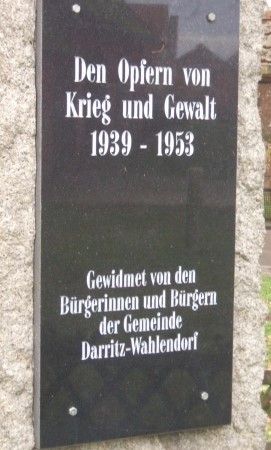 Den Opfern von
Krieg und Gewalt
1939 - 1953
Gewidmet von den
Bürgerinnen und Bürgern
der Gemeinde
Darritz-Wahlendorf